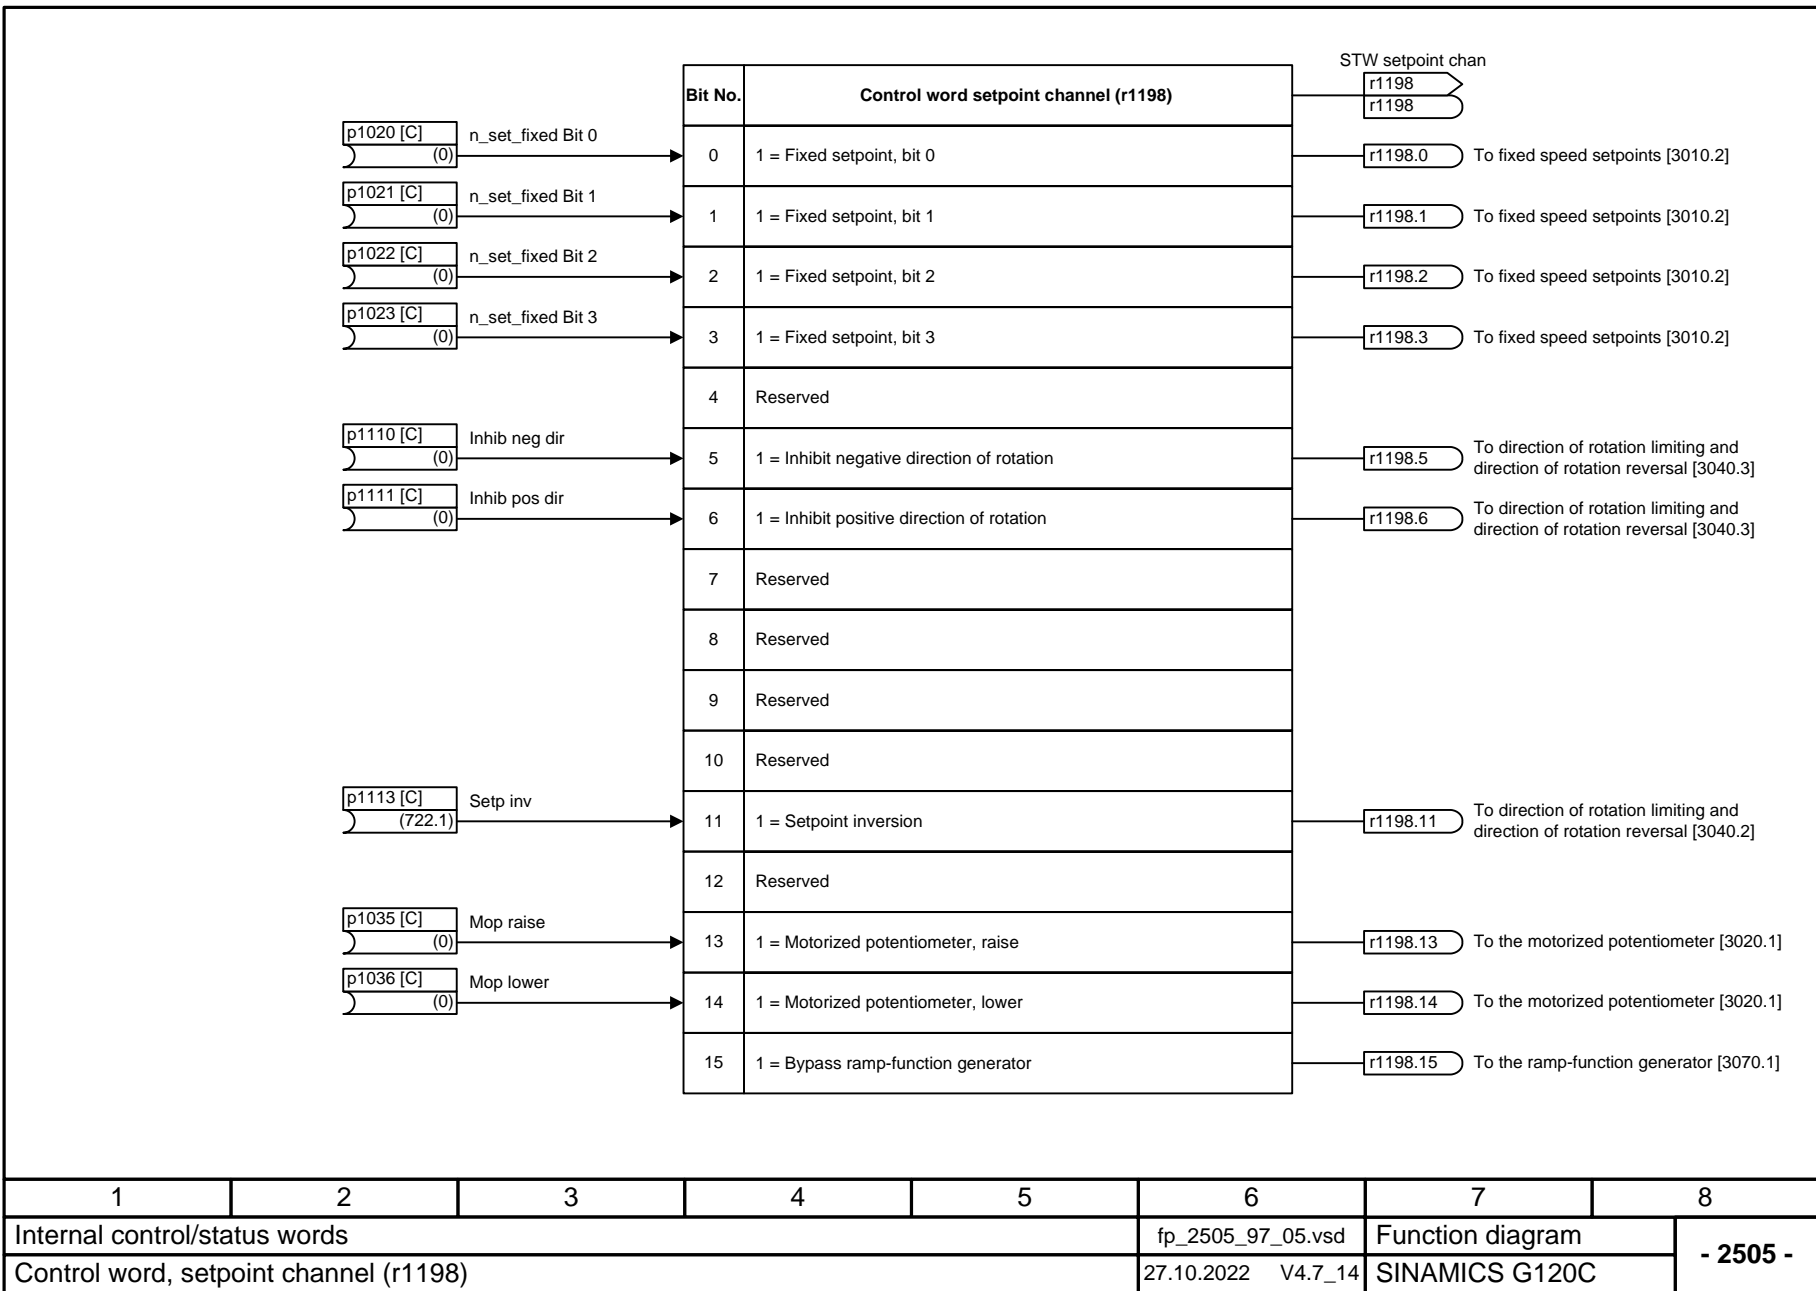 STW setpoint chan
Bit No. Control word setpoint channel (r1198) r1198
r1198
p1020 [C] n_set_fixed Bit 0
(0) 0 1 = Fixed setpoint, bit 0 r1198.0 To fixed speed setpoints [3010.2]
p1021 [C] n_set_fixed Bit 1
(0) 1 1 = Fixed setpoint, bit 1 r1198.1 To fixed speed setpoints [3010.2]
p1022 [C] n_set_fixed Bit 2
(0) 2 1 = Fixed setpoint, bit 2 r1198.2 To fixed speed setpoints [3010.2]
p1023 [C] n_set_fixed Bit 3
(0) 3 1 = Fixed setpoint, bit 3 r1198.3 To fixed speed setpoints [3010.2]
4 Reserved
p1110 [C] Inhib neg dir
(0) 5 1 = Inhibit negative direction of rotation r1198.5 To direction of rotation limiting and
direction of rotation reversal [3040.3]
p1111 [C] Inhib pos dir
(0) 6 1 = Inhibit positive direction of rotation r1198.6 To direction of rotation limiting and
direction of rotation reversal [3040.3]
7 Reserved
8 Reserved
9 Reserved
10 Reserved
p1113 [C] Setp inv
(722.1) 11 1 = Setpoint inversion r1198.11 To direction of rotation limiting and
direction of rotation reversal [3040.2]
12 Reserved
p1035 [C] Mop raise
(0) 13 1 = Motorized potentiometer, raise r1198.13 To the motorized potentiometer [3020.1]
p1036 [C] Mop lower
(0) 14 1 = Motorized potentiometer, lower r1198.14 To the motorized potentiometer [3020.1]
15 1 = Bypass ramp-function generator r1198.15 To the ramp-function generator [3070.1]
1 2 3 4 5 6 7 8
Internal control/status words fp_2505_97_05.vsd Function diagram - 2505 -
Control word, setpoint channel (r1198) 27.10.2022 V4.7_14 SINAMICS G120C